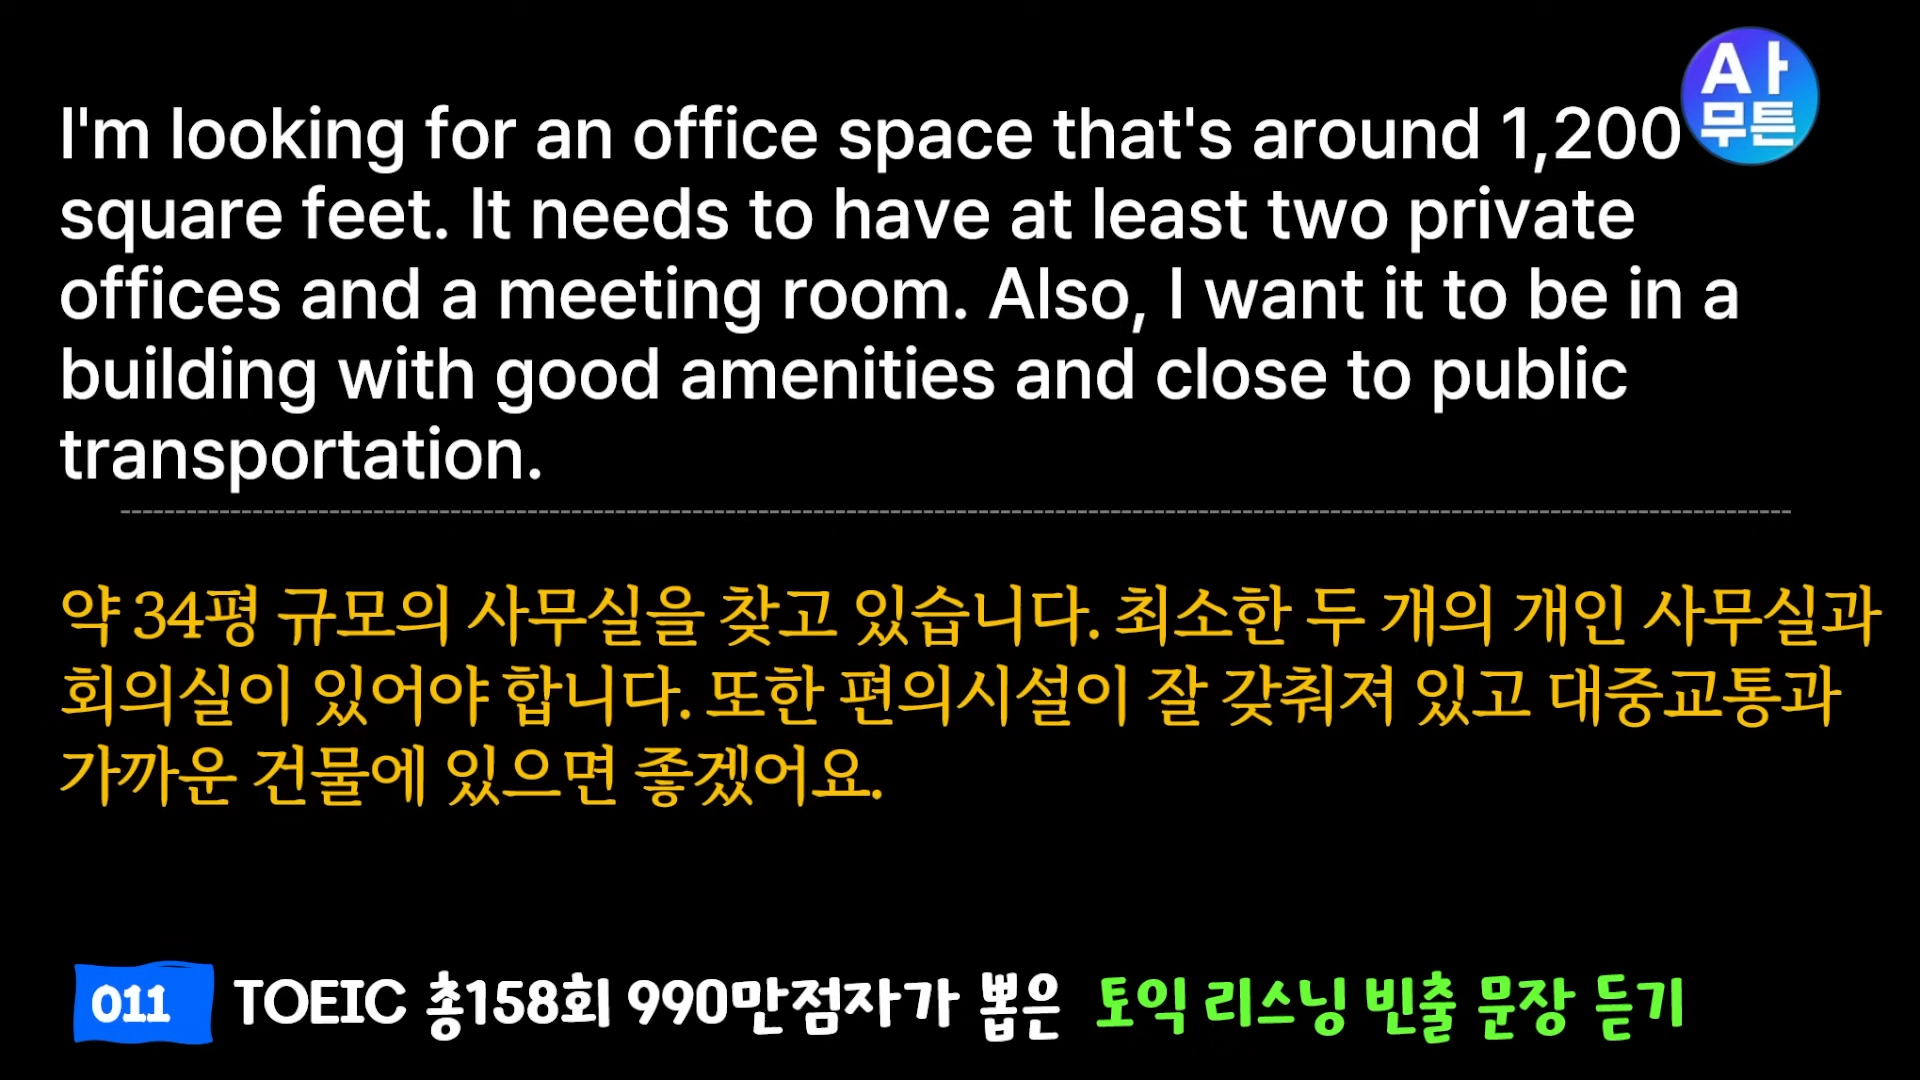 사
무튼
I'm looking for an office space that's around 1,200
square feet. It needs to have at least two private
offices and a meeting room. Also, I want it to be in a
building with good amenities and close to public
transportation.
약 34평 규모의 사무실을 찾고 있습니다. 최소한 두 개의 개인 사무실과
회의실이 있어야 합니다. 또한 편의시설이 잘 갖춰져 있고 대중교통과
가까운 건물에 있으면 좋겠어요.
011 TOEIC 총158회 990만점자가 뽑은 토익 리스닝 빈출 문장 듣기